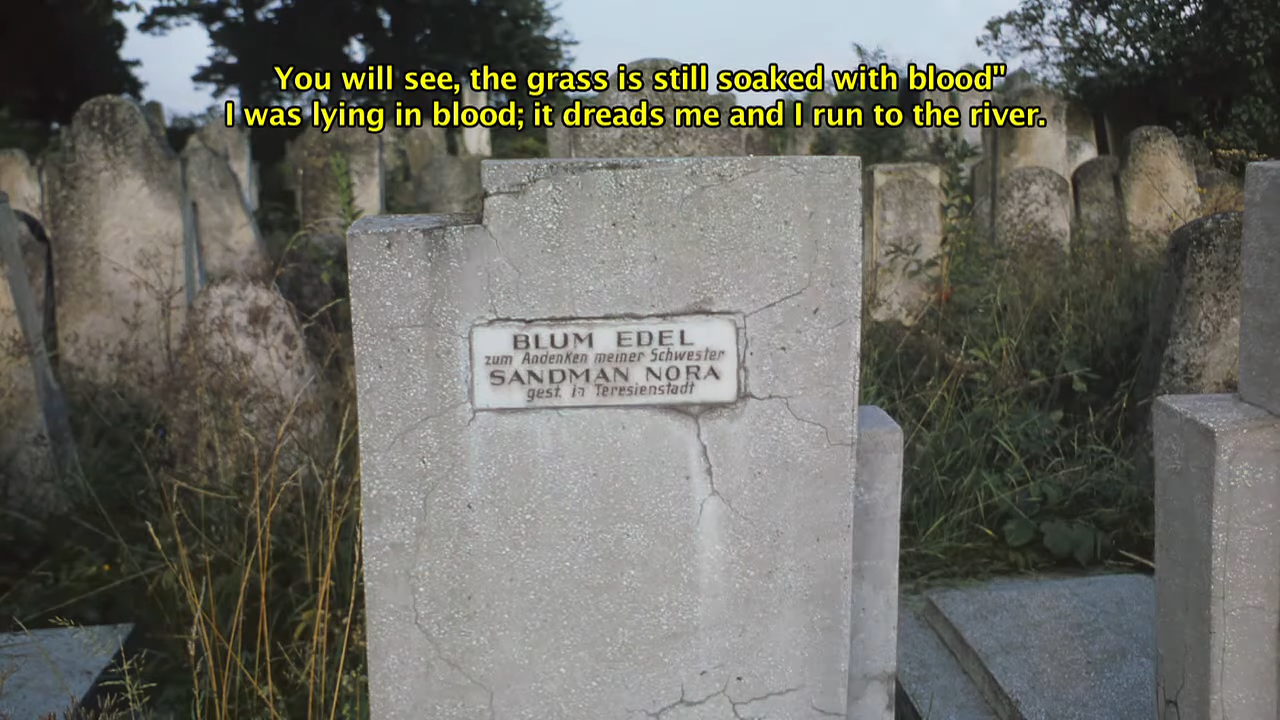 You will see, the grass is still soaked with blood"
I was lying in blood; it dreads me and I run to the river.
BLUM EDEL
zum Andenken meiner Schwester
SANDMAN NORA
gest. in Teresienstadt